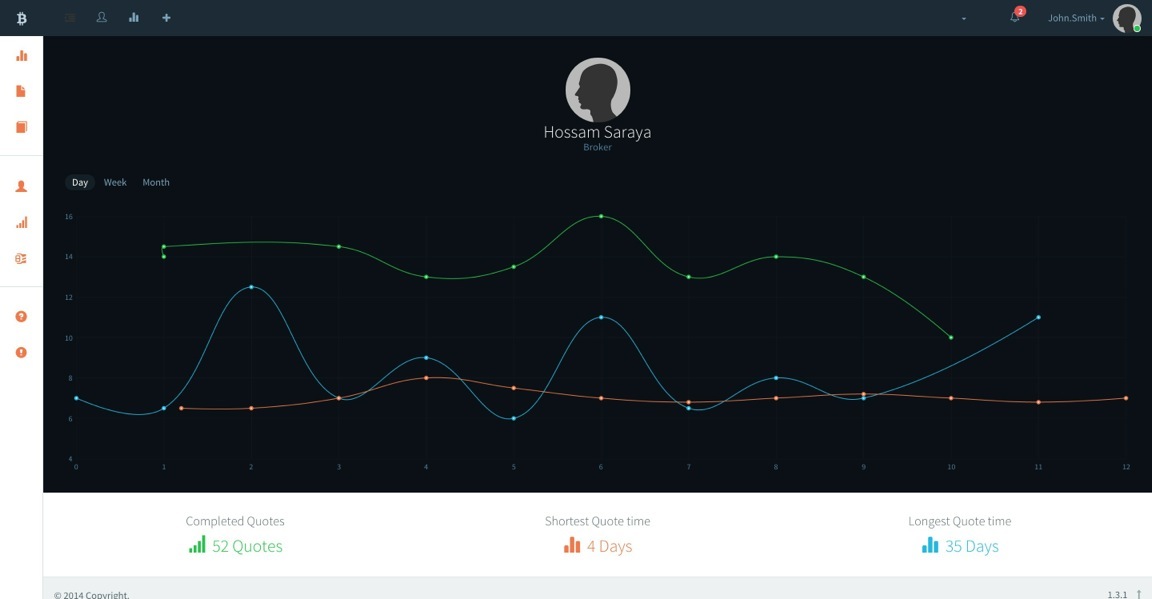 2
John.Smith
Hossam Saraya
Broker
Day Week Month
16
14
12
10
8
6
4
0 1 2 3 4 5 6 7 8 9 10 11 12
Completed Quotes Shortest Quote time Longest Quote time
52 Quotes 4 Days 35 Days
© 2014 Copyright. 1.3.1